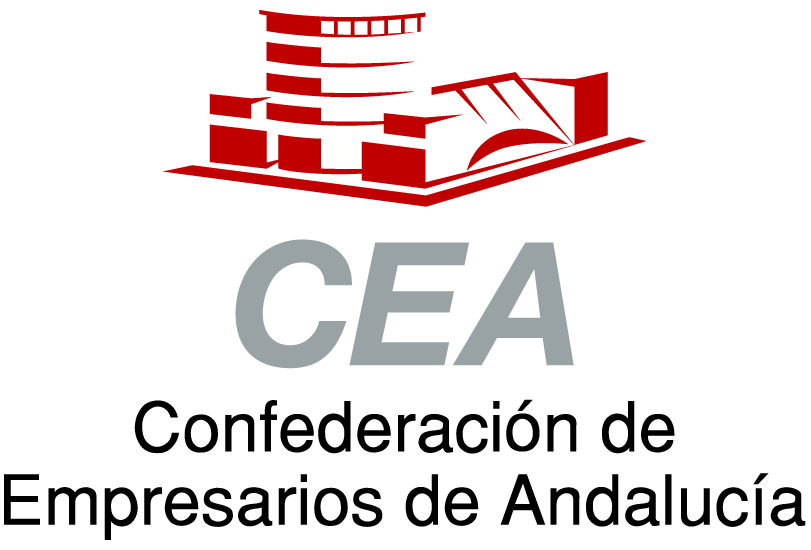 CEA
Confederación de
Empresarios de Andalucía